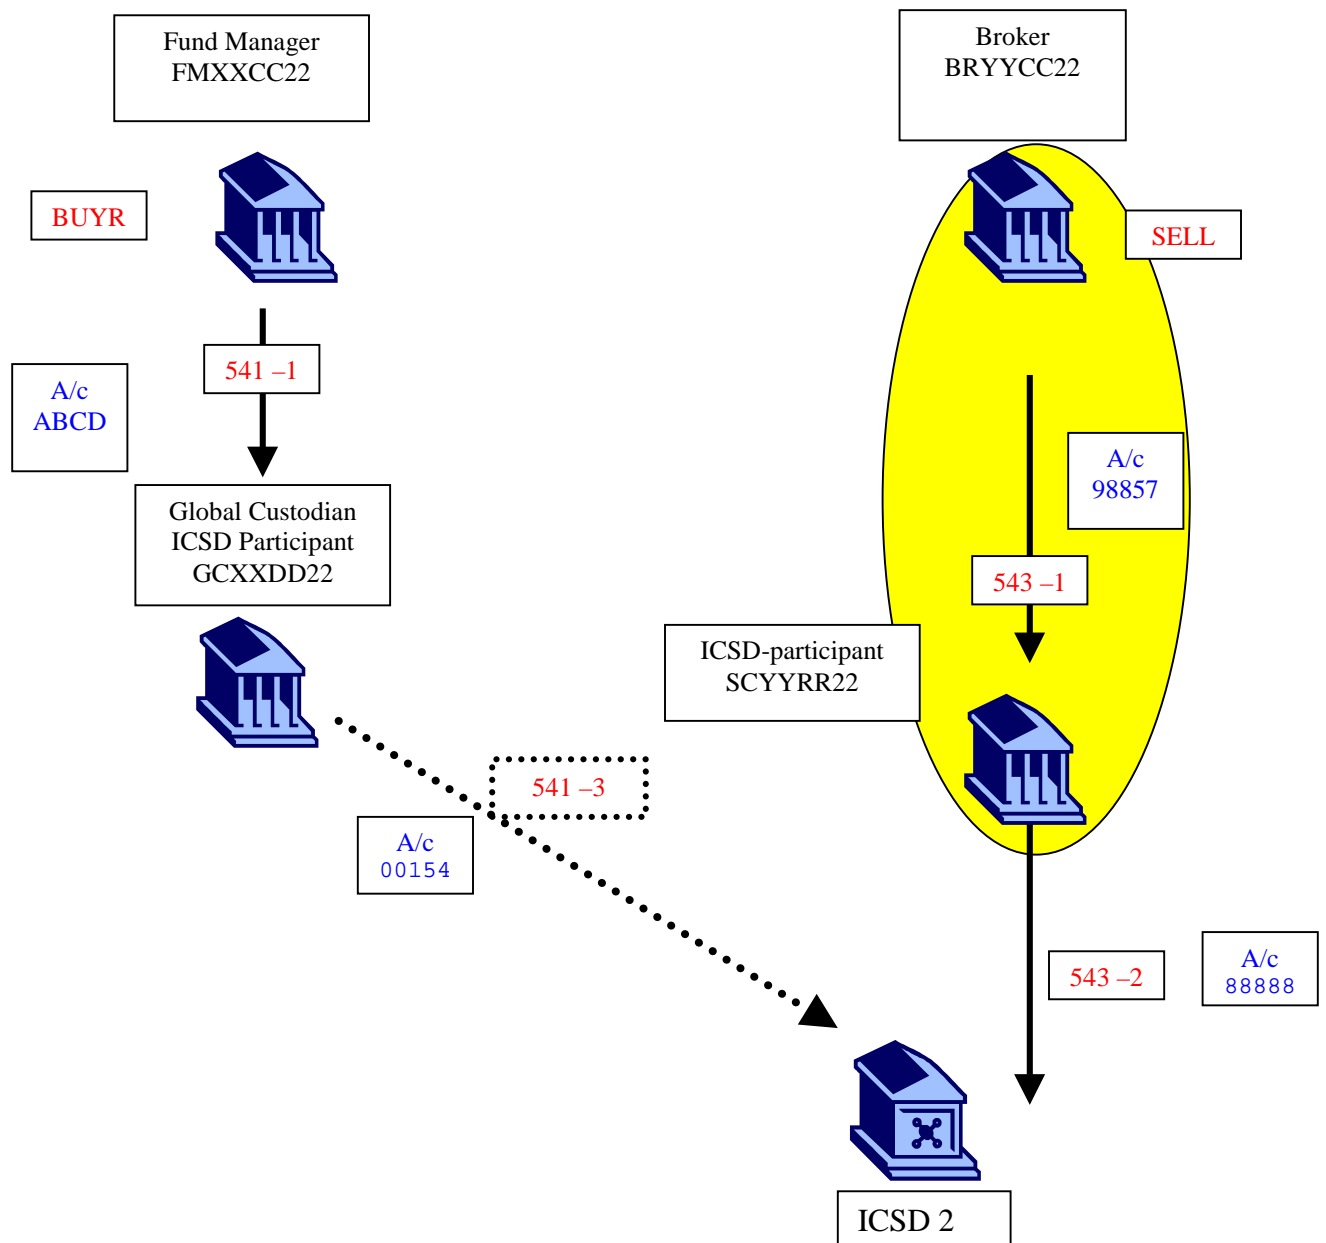 Fund Manager
FMXXCC22
Broker
BRYYCC22
BUYR
SELL
541 –1
A/c
ABCD
A/c
98857
Global Custodian
ICSD Participant
GCXXDD22
543 –1
ICSD-participant
SCYYRR22
541 –3
A/c
00154
543 –2
A/c
88888
ICSD 2